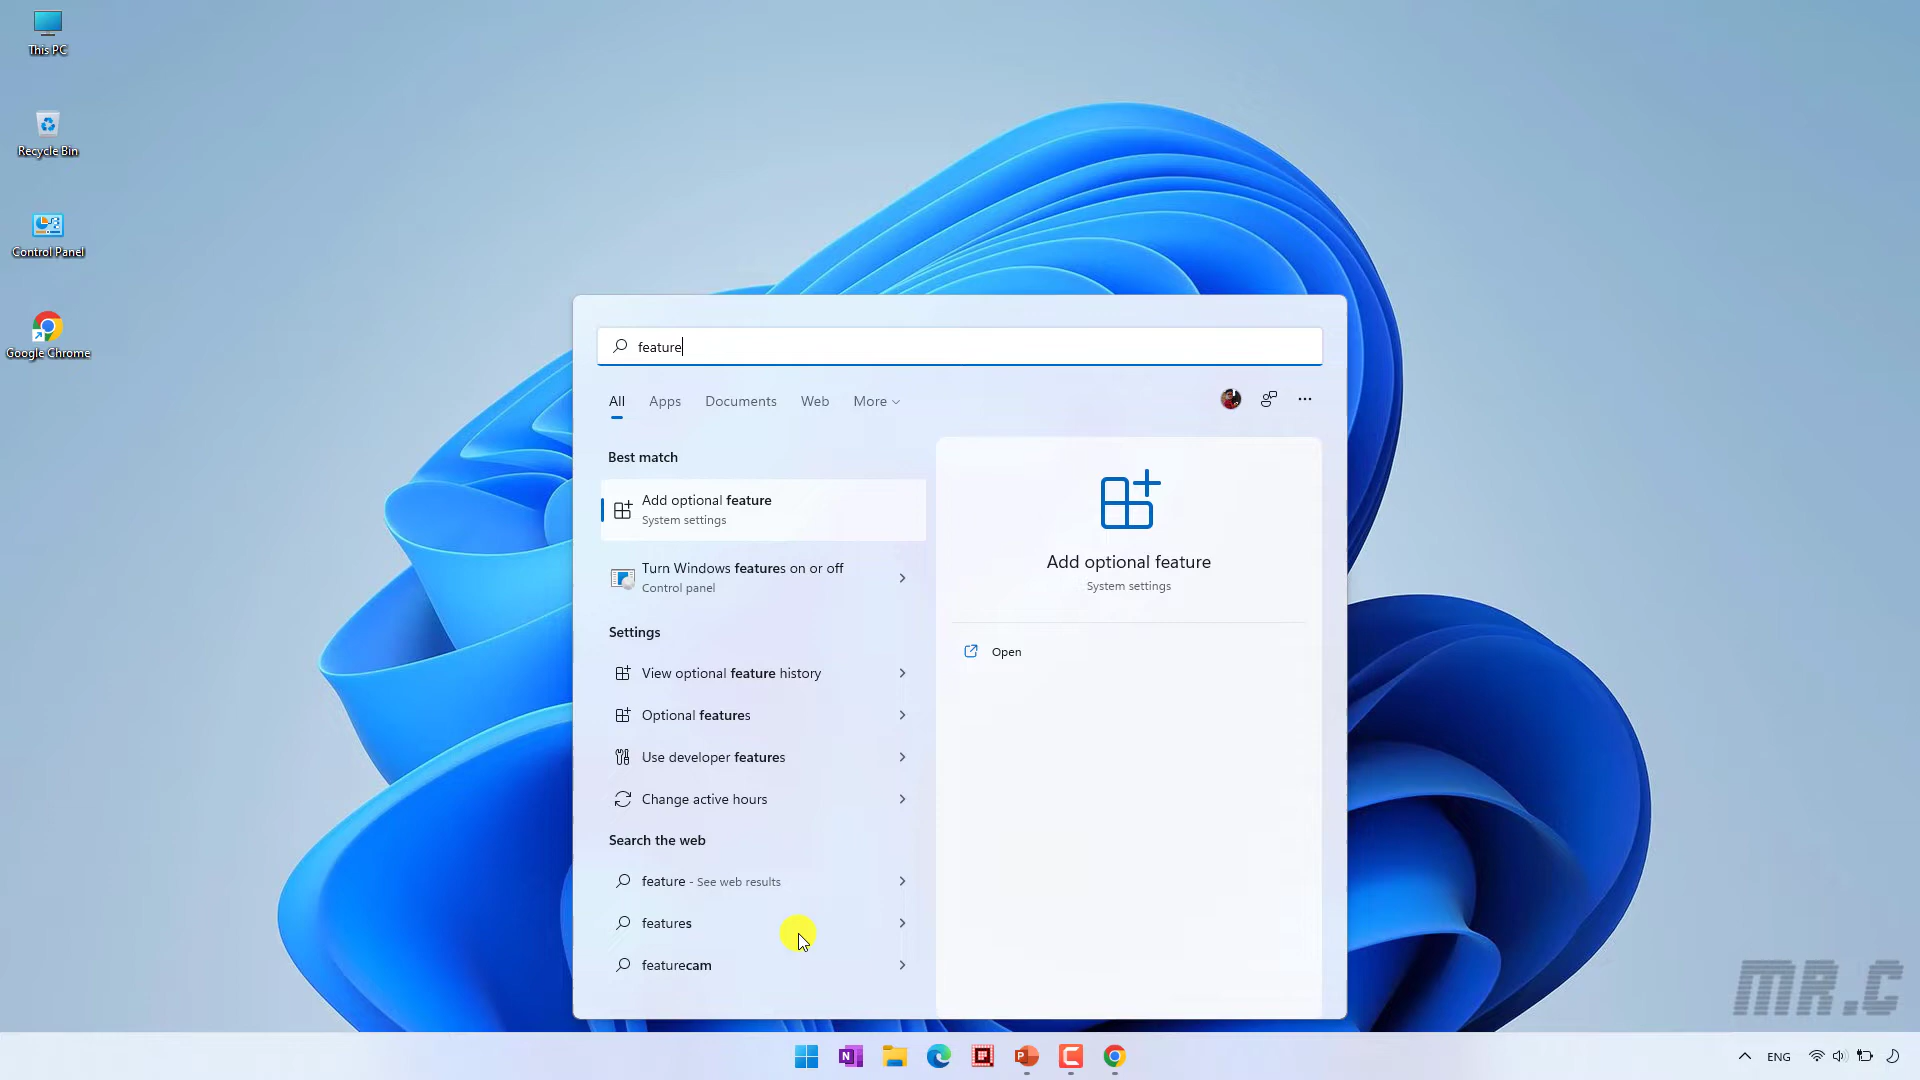 This PC
Recycle Bin
Control Panel
Google Chrome
feature
All Apps Documents Web More
Best match
Add optional feature
System settings
Turn Windows features on or off
Control panel
Settings
View optional feature history
Optional features
Use developer features
Change active hours
Search the web
feature - See web results
features
featurecam
Add optional feature
System settings
Open
MR.C
ENG